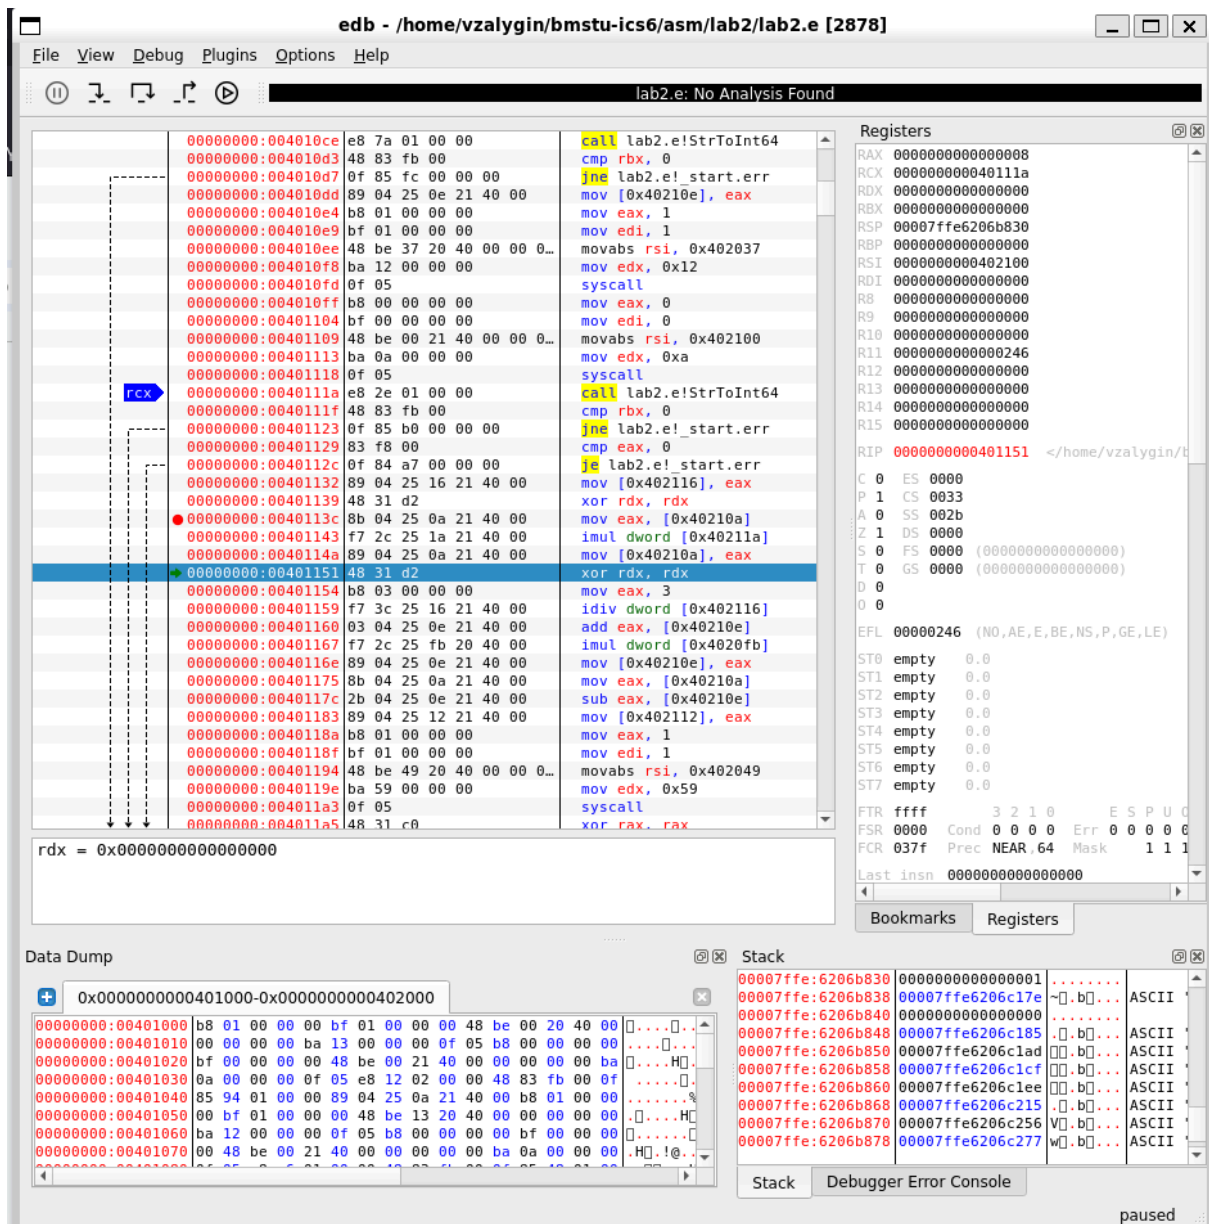 edb - /home/vzalygin/bmstu-ics6/asm/lab2/lab2.e [2878]
File View Debug Plugins Options Help
lab2.e: No Analysis Found
00000000:004010ce e8 7a 01 00 00 call lab2.e!StrToInt64
00000000:004010d3 48 83 fb 00 cmp rbx, 0
00000000:004010d7 0f 85 fc 00 00 00 jne lab2.e!_start.err
00000000:004010dd 89 04 25 0e 21 40 00 mov [0x40210e], eax
00000000:004010e4 b8 01 00 00 00 mov eax, 1
00000000:004010e9 bf 01 00 00 00 mov edi, 1
00000000:004010ee 48 be 37 20 40 00 00 0… movabs rsi, 0x402037
00000000:004010f8 ba 12 00 00 00 mov edx, 0x12
00000000:004010fd 0f 05 syscall
00000000:004010ff b8 00 00 00 00 mov eax, 0
00000000:00401104 bf 00 00 00 00 mov edi, 0
00000000:00401109 48 be 00 21 40 00 00 0… movabs rsi, 0x402100
00000000:00401113 ba 0a 00 00 00 mov edx, 0xa
00000000:00401118 0f 05 syscall
rcx 00000000:0040111a e8 2e 01 00 00 call lab2.e!StrToInt64
00000000:0040111f 48 83 fb 00 cmp rbx, 0
00000000:00401123 0f 85 b0 00 00 00 jne lab2.e!_start.err
00000000:00401129 83 f8 00 cmp eax, 0
00000000:0040112c 0f 84 a7 00 00 00 je lab2.e!_start.err
00000000:00401132 89 04 25 16 21 40 00 mov [0x402116], eax
00000000:00401139 48 31 d2 xor rdx, rdx
00000000:0040113c 8b 04 25 0a 21 40 00 mov eax, [0x40210a]
00000000:00401143 f7 2c 25 1a 21 40 00 imul dword [0x40211a]
00000000:0040114a 89 04 25 0a 21 40 00 mov [0x40210a], eax
00000000:00401151 48 31 d2 xor rdx, rdx
00000000:00401154 b8 03 00 00 00 mov eax, 3
00000000:00401159 f7 3c 25 16 21 40 00 idiv dword [0x402116]
00000000:00401160 03 04 25 0e 21 40 00 add eax, [0x40210e]
00000000:00401167 f7 2c 25 fb 20 40 00 imul dword [0x4020fb]
00000000:0040116e 89 04 25 0e 21 40 00 mov [0x40210e], eax
00000000:00401175 8b 04 25 0a 21 40 00 mov eax, [0x40210a]
00000000:0040117c 2b 04 25 0e 21 40 00 sub eax, [0x40210e]
00000000:00401183 89 04 25 12 21 40 00 mov [0x402112], eax
00000000:0040118a b8 01 00 00 00 mov eax, 1
00000000:0040118f bf 01 00 00 00 mov edi, 1
00000000:00401194 48 be 49 20 40 00 00 0… movabs rsi, 0x402049
00000000:0040119e ba 59 00 00 00 mov edx, 0x59
00000000:004011a3 0f 05 syscall
00000000:004011a5 48 31 c0 xor rax, rax
rdx = 0x0000000000000000
Registers
RAX 0000000000000008
RCX 000000000040111a
RDX 0000000000000000
RBX 0000000000000000
RSP 00007ffe6206b830
RBP 0000000000000000
RSI 0000000000402100
RDI 0000000000000000
R8 0000000000000000
R9 0000000000000000
R10 0000000000000000
R11 0000000000000246
R12 0000000000000000
R13 0000000000000000
R14 0000000000000000
R15 0000000000000000
RIP 0000000000401151 </home/vzalygin/b
C 0 ES 0000
P 1 CS 0033
A 0 SS 002b
Z 1 DS 0000
S 0 FS 0000 (0000000000000000)
T 0 GS 0000 (0000000000000000)
D 0
O 0
EFL 00000246 (NO,AE,E,BE,NS,P,GE,LE)
ST0 empty 0.0
ST1 empty 0.0
ST2 empty 0.0
ST3 empty 0.0
ST4 empty 0.0
ST5 empty 0.0
ST6 empty 0.0
ST7 empty 0.0
FTR ffff 3 2 1 0 E S P U O
FSR 0000 Cond 0 0 0 0 Err 0 0 0 0 0
FCR 037f Prec NEAR,64 Mask 1 1 1
Last insn 0000000000000000
Bookmarks Registers
Data Dump
0x0000000000401000-0x0000000000402000
00000000:00401000 b8 01 00 00 00 bf 01 00 00 00 48 be 00 20 40 00
00000000:00401010 00 00 00 00 ba 13 00 00 00 0f 05 b8 00 00 00 00
00000000:00401020 bf 00 00 00 00 48 be 00 21 40 00 00 00 00 00 ba
00000000:00401030 0a 00 00 00 0f 05 e8 12 02 00 00 48 83 fb 00 0f
00000000:00401040 85 94 01 00 00 89 04 25 0a 21 40 00 b8 01 00 00
00000000:00401050 00 bf 01 00 00 00 48 be 13 20 40 00 00 00 00 00
00000000:00401060 ba 12 00 00 00 0f 05 b8 00 00 00 00 bf 00 00 00
00000000:00401070 00 48 be 00 21 40 00 00 00 00 00 ba 0a 00 00 00
Stack
00007ffe:6206b830 0000000000000001 ........
00007ffe:6206b838 00007ffe6206c17e ASCII "
00007ffe:6206b840 0000000000000000 ........
00007ffe:6206b848 00007ffe6206c185 ASCII "
00007ffe:6206b850 00007ffe6206c1ad ASCII "
00007ffe:6206b858 00007ffe6206c1cf ASCII "
00007ffe:6206b860 00007ffe6206c1ee ASCII "
00007ffe:6206b868 00007ffe6206c215 ASCII "
00007ffe:6206b870 00007ffe6206c256 ASCII "
00007ffe:6206b878 00007ffe6206c277 ASCII "
Stack Debugger Error Console
paused